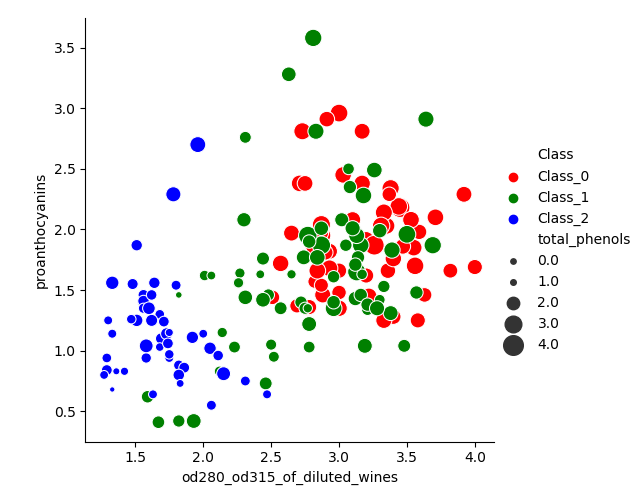 3.5
3.0
2.5
2.0
1.5
1.0
0.5
proanthocyanins
1.5
2.0
2.5
3.0
3.5
4.0
od280_od315_of_diluted_wines
Class
Class_0
Class_1
Class_2
total_phenols
0.0
1.0
2.0
3.0
4.0